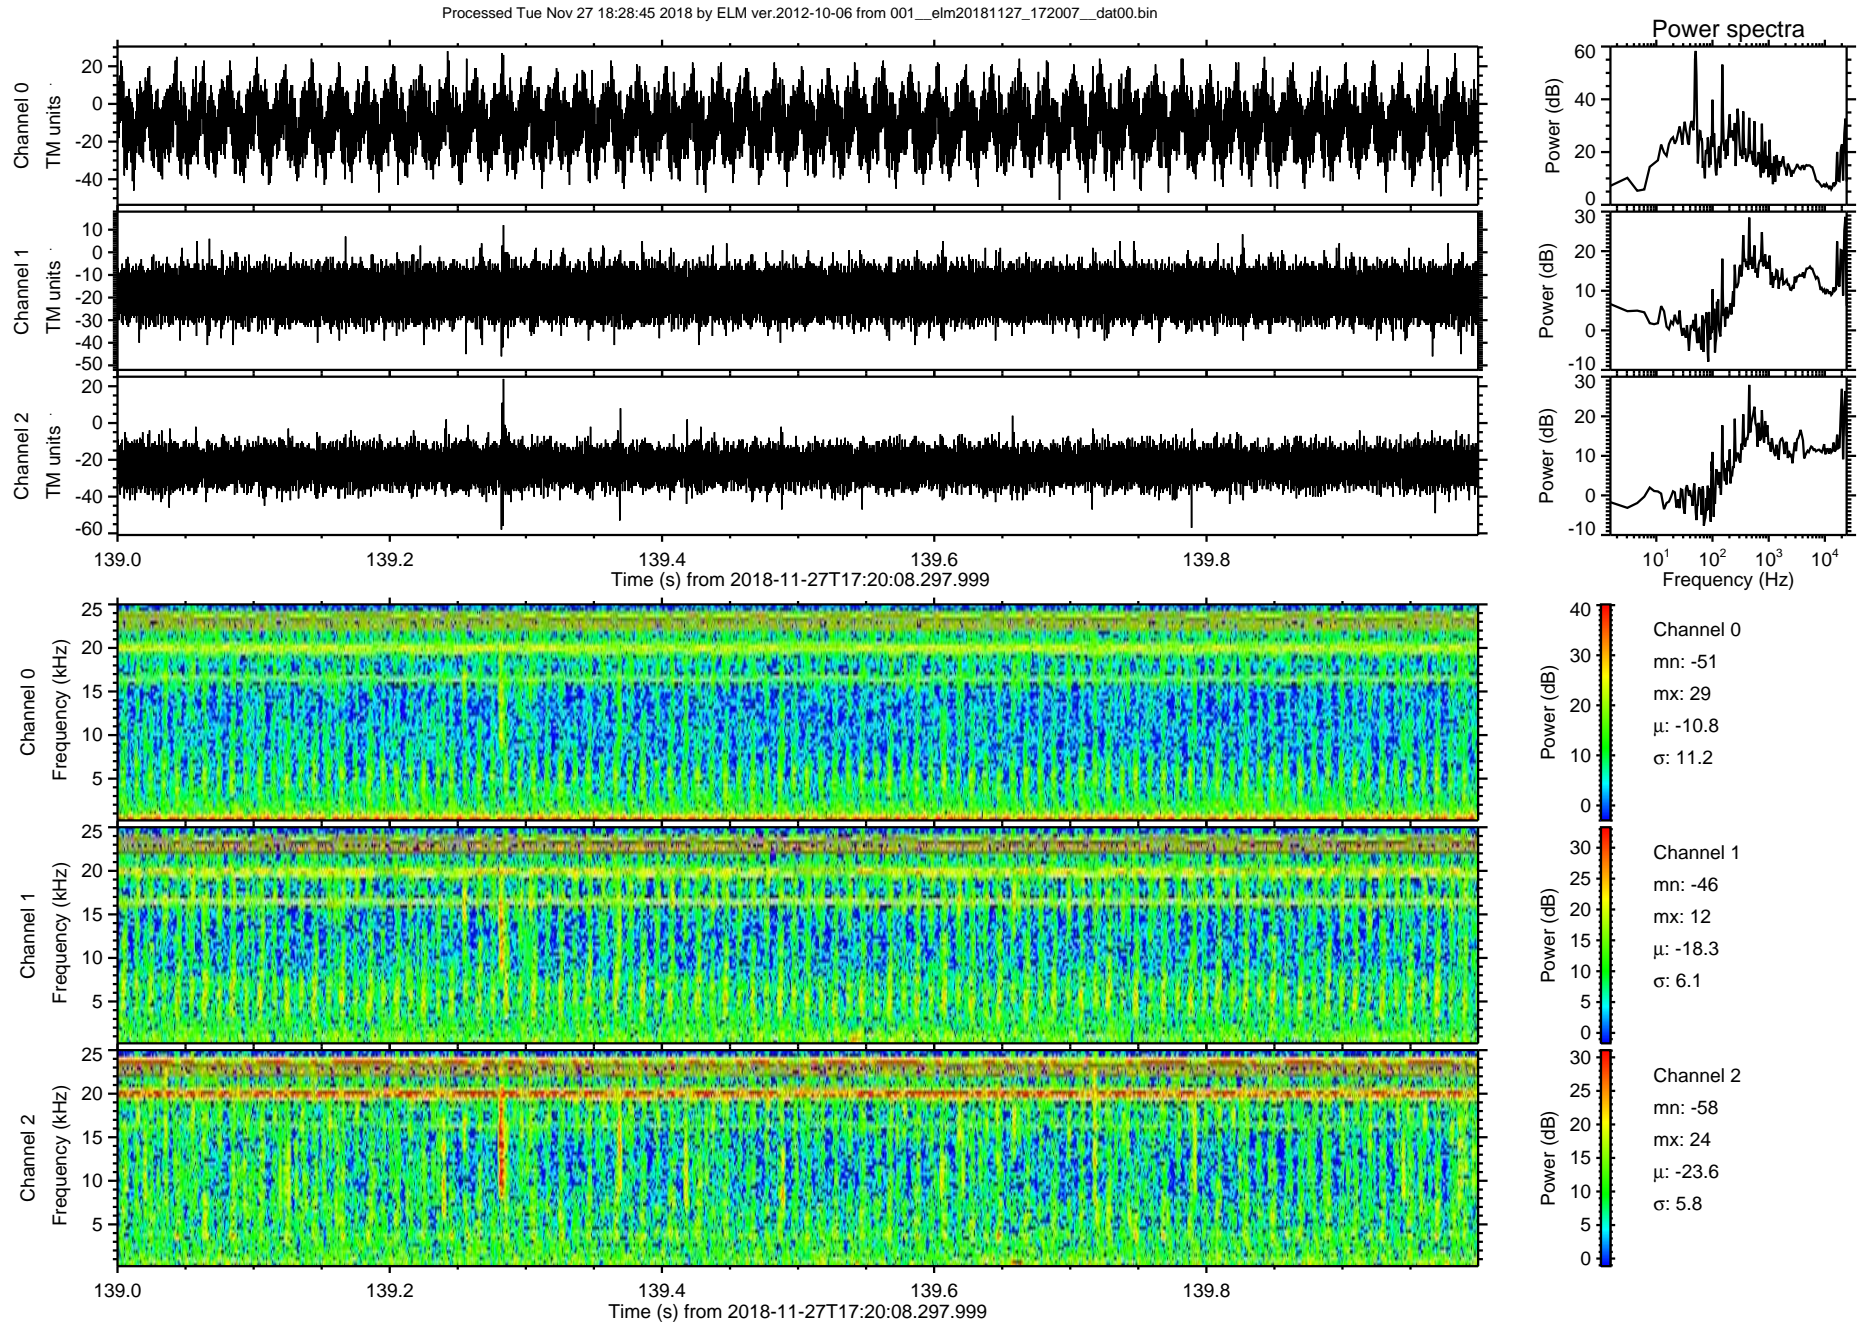 Processed Tue Nov 27 18:28:45 2018 by ELM ver.2012-10-06 from 001__elm20181127_172007__dat00.bin
Power spectra
Channel 0
TM units
20
0
-20
-40
Power (dB)
60
40
20
0
Channel 1
TM units
10
0
-10
-20
-30
-40
-50
Power (dB)
30
20
10
0
-10
Channel 2
TM units
20
0
-20
-40
-60
Power (dB)
30
20
10
0
-10
139.0 139.2 139.4 139.6 139.8
Time (s) from 2018-11-27T17:20:08.297.999
10¹ 10² 10³ 10⁴
Frequency (Hz)
Channel 0
Frequency (kHz)
25
20
15
10
5
Power (dB)
40
30
20
10
0
Channel 0
mn: -51
mx: 29
μ: -10.8
σ: 11.2
Channel 1
Frequency (kHz)
25
20
15
10
5
Power (dB)
30
25
20
15
10
5
0
Channel 1
mn: -46
mx: 12
μ: -18.3
σ: 6.1
Channel 2
Frequency (kHz)
25
20
15
10
5
Power (dB)
30
25
20
15
10
5
0
Channel 2
mn: -58
mx: 24
μ: -23.6
σ: 5.8
139.0 139.2 139.4 139.6 139.8
Time (s) from 2018-11-27T17:20:08.297.999